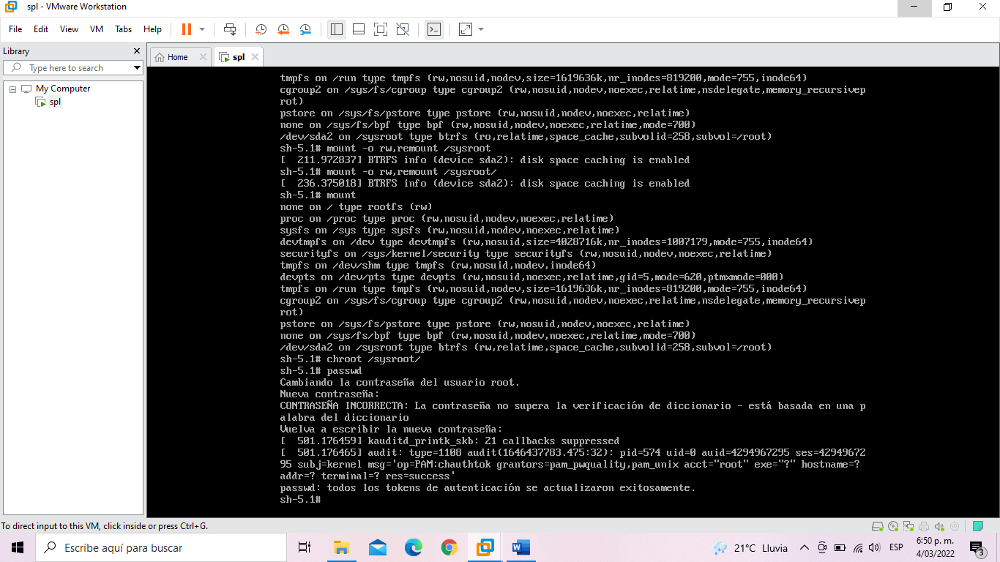 spl - VMware Workstation
File Edit View VM Tabs Help
Library
Type here to search
My Computer
spl
Home
spl
tmpfs on /run type tmpfs (rw,nosuid,nodev,size=1619636k,nr_inodes=819200,mode=755,inode64)
cgroup2 on /sys/fs/cgroup type cgroup2 (rw,nosuid,nodev,noexec,relatime,nsdelegate,memory_recursivep
rot)
pstore on /sys/fs/pstore type pstore (rw,nosuid,nodev,noexec,relatime)
none on /sys/fs/bpf type bpf (rw,nosuid,nodev,noexec,relatime,mode=700)
/dev/sda2 on /sysroot type btrfs (ro,relatime,space_cache,subvolid=258,subvol=/root)
sh-5.1# mount -o rw,remount /sysroot
[  211.972837] BTRFS info (device sda2): disk space caching is enabled
sh-5.1# mount -o rw,remount /sysroot/
[  236.375018] BTRFS info (device sda2): disk space caching is enabled
sh-5.1# mount
none on / type rootfs (rw)
proc on /proc type proc (rw,nosuid,nodev,noexec,relatime)
sysfs on /sys type sysfs (rw,nosuid,nodev,noexec,relatime)
devtmpfs on /dev type devtmpfs (rw,nosuid,size=4028716k,nr_inodes=1007179,mode=755,inode64)
securityfs on /sys/kernel/security type securityfs (rw,nosuid,nodev,noexec,relatime)
tmpfs on /dev/shm type tmpfs (rw,nosuid,nodev,inode64)
devpts on /dev/pts type devpts (rw,nosuid,noexec,relatime,gid=5,mode=620,ptmxmode=000)
tmpfs on /run type tmpfs (rw,nosuid,nodev,size=1619636k,nr_inodes=819200,mode=755,inode64)
cgroup2 on /sys/fs/cgroup type cgroup2 (rw,nosuid,nodev,noexec,relatime,nsdelegate,memory_recursivep
rot)
pstore on /sys/fs/pstore type pstore (rw,nosuid,nodev,noexec,relatime)
none on /sys/fs/bpf type bpf (rw,nosuid,nodev,noexec,relatime,mode=700)
/dev/sda2 on /sysroot type btrfs (rw,relatime,space_cache,subvolid=258,subvol=/root)
sh-5.1# chroot /sysroot/
sh-5.1# passwd
Cambiando la contraseña del usuario root.
Nueva contraseña:
CONTRASEÑA INCORRECTA: La contraseña no supera la verificación de diccionario - está basada en una p
alabra del diccionario
Vuelva a escribir la nueva contraseña:
[  501.176459] kauditd_printk_skb: 21 callbacks suppressed
[  501.176465] audit: type=1108 audit(1646437783.475:32): pid=574 uid=0 auid=4294967295 ses=42949672
95 subj=kernel msg='op=PAM:chauthtok grantors=pam_pwquality,pam_unix acct="root" exe="?" hostname=?
addr=? terminal=? res=success'
passwd: todos los tokens de autenticación se actualizaron exitosamente.
sh-5.1#
To direct input to this VM, click inside or press Ctrl+G.
Escribe aquí para buscar
21°C Lluvia
ESP
6:50 p. m.
4/03/2022
3